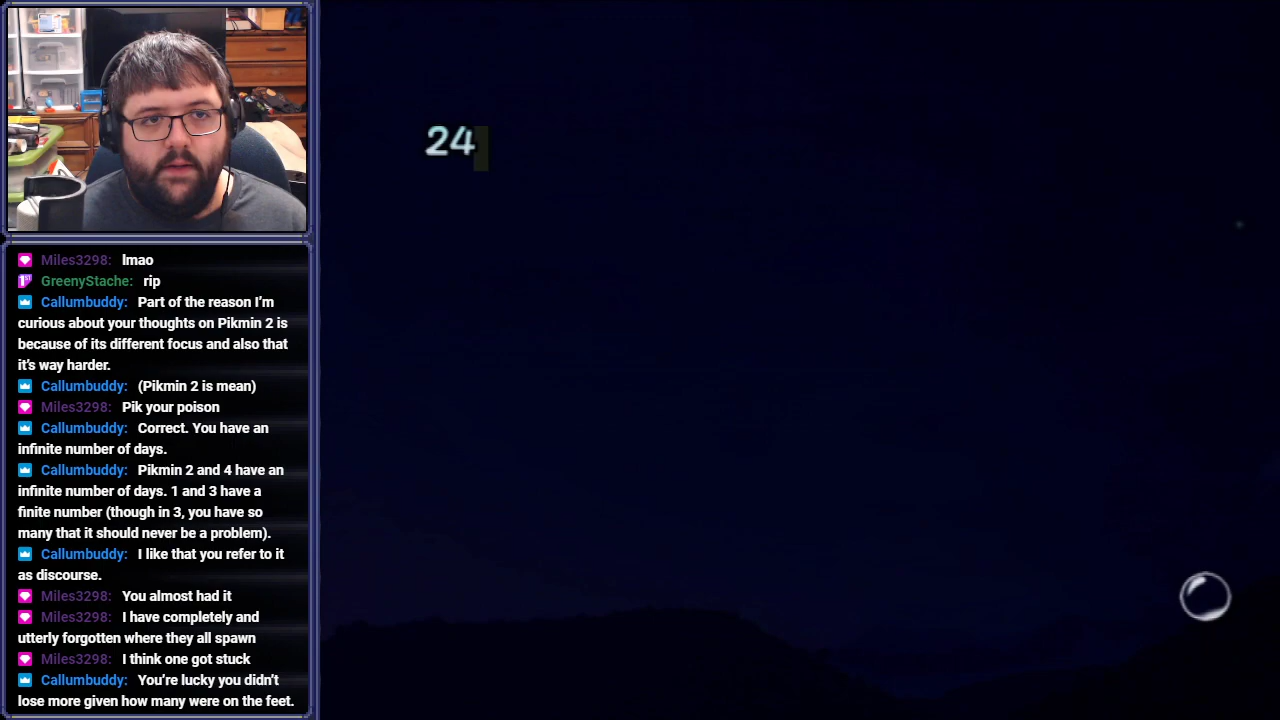 24
Miles3298: lmao
GreenyStache: rip
Callumbuddy: Part of the reason I'm
curious about your thoughts on Pikmin 2 is
because of its different focus and also that
it's way harder.
Callumbuddy: (Pikmin 2 is mean)
Miles3298: Pik your poison
Callumbuddy: Correct. You have an
infinite number of days.
Callumbuddy: Pikmin 2 and 4 have an
infinite number of days. 1 and 3 have a
finite number (though in 3, you have so
many that it should never be a problem).
Callumbuddy: I like that you refer to it
as discourse.
Miles3298: You almost had it
Miles3298: I have completely and
utterly forgotten where they all spawn
Miles3298: I think one got stuck
Callumbuddy: You're lucky you didn't
lose more given how many were on the feet.